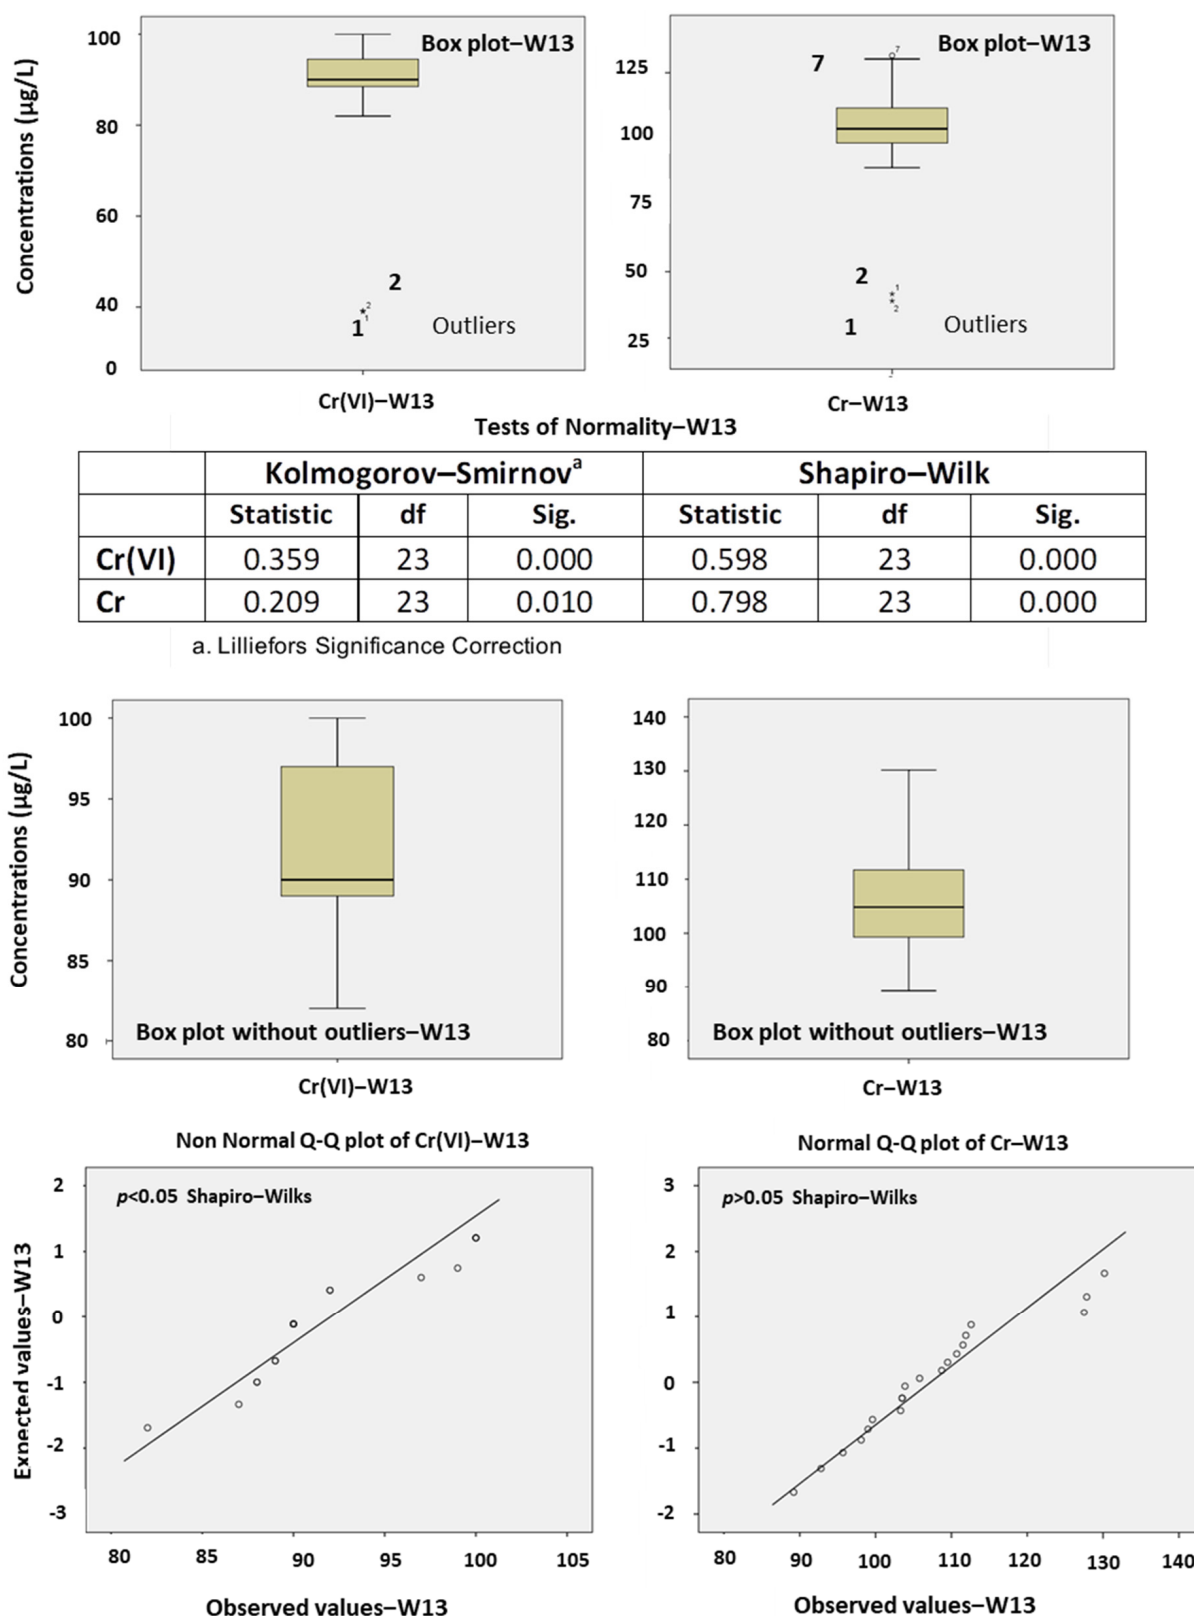 Box plot–W13
100
80
60
40
0
Concentrations (µg/L)
2
2
1
1
Outliers
Cr(VI)–W13
Box plot–W13
125
100
75
50
25
7
7
2
1
2
1
Outliers
Cr–W13
Tests of Normality–W13
Kolmogorov–Smirnovᵃ Shapiro–Wilk
Statistic df Sig. Statistic df Sig.
Cr(VI) 0.359 23 0.000 0.598 23 0.000
Cr 0.209 23 0.010 0.798 23 0.000
a. Lilliefors Significance Correction
100
95
90
85
80
Concentrations (µg/L)
Box plot without outliers–W13
Cr(VI)–W13
140
130
120
110
100
90
80
Box plot without outliers–W13
Cr–W13
Non Normal Q-Q plot of Cr(VI)–W13
p<0.05 Shapiro–Wilks
2
1
0
-1
-2
-3
Expected values–W13
80 85 90 95 100 105
Observed values–W13
Normal Q-Q plot of Cr–W13
p>0.05 Shapiro–Wilks
3
2
1
0
-1
-2
80 90 100 110 120 130 140
Observed values–W13